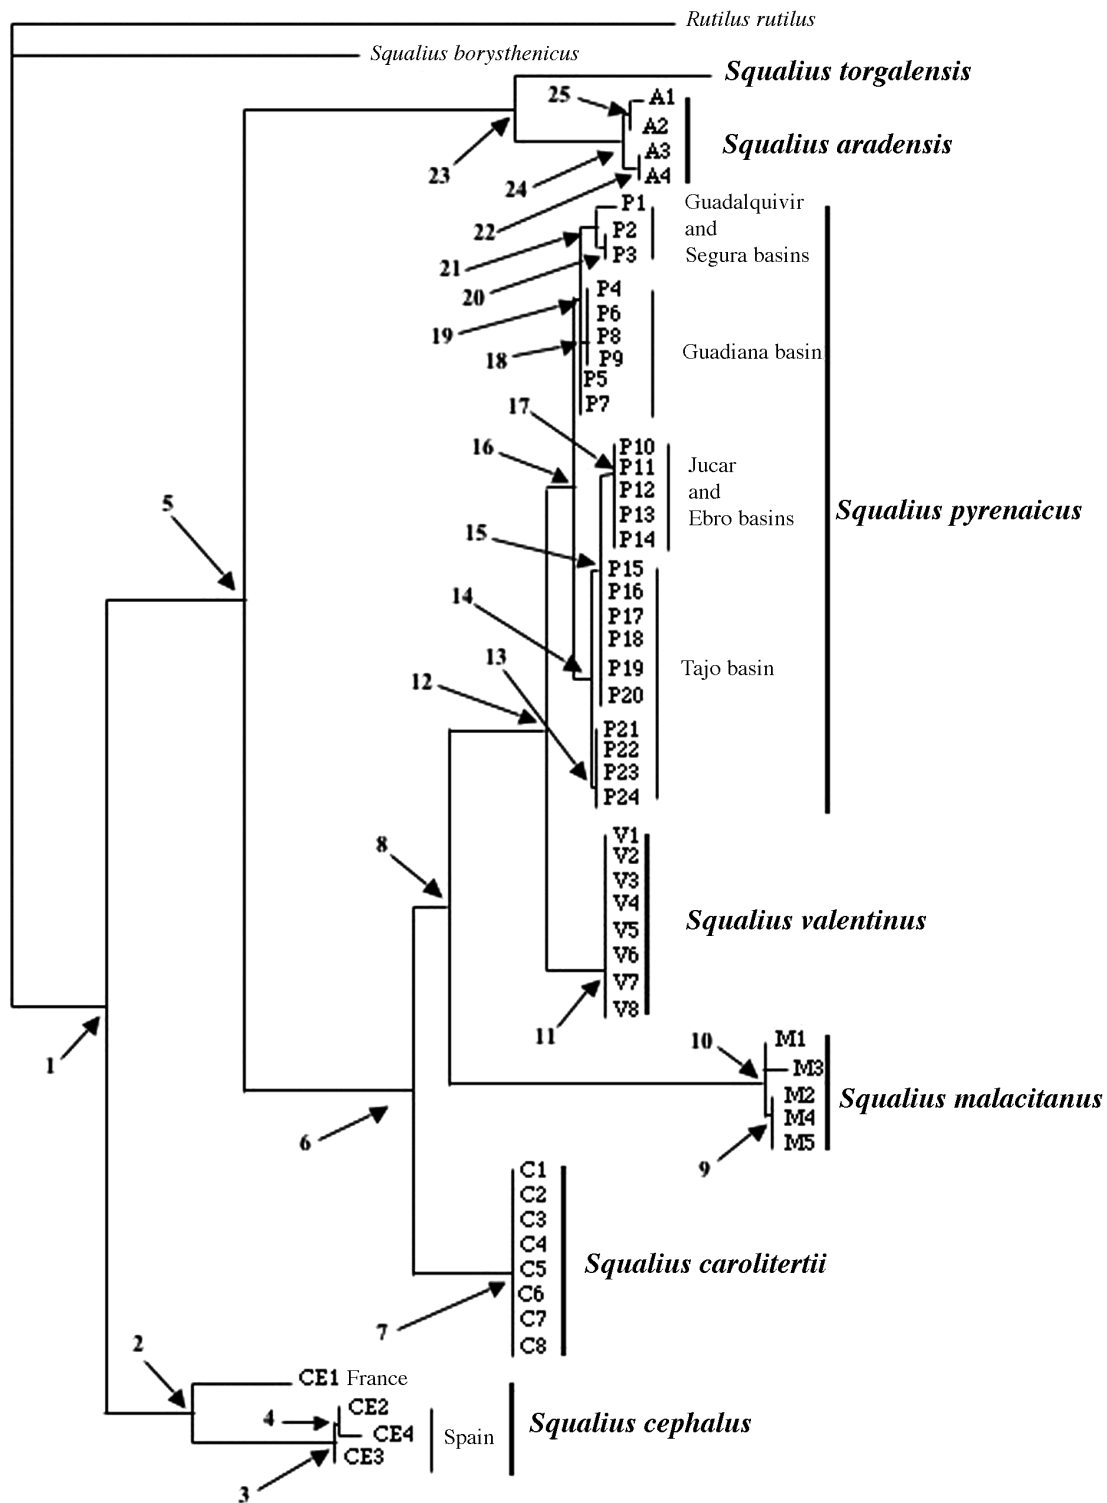 Rutilus rutilus
Squalius borysthenicus
Squalius torgalensis
25
A1
A2
Squalius aradensis
A3
23
24
A4
22
P1
Guadalquivir
and
Segura basins
P2
21
P3
20
P4
19
P6
P8
18
P9
Guadiana basin
P5
P7
17
16
P10
P11
Jucar
and
Ebro basins
P12
5
Squalius pyrenaicus
P13
15
P14
P15
14
P16
P17
P18
13
P19
Tajo basin
12
P20
P21
P22
P23
P24
8
V1
V2
V3
V4
Squalius valentinus
V5
V6
V7
V8
11
10
M1
1
M3
M2
Squalius malacitanus
M4
6
M5
9
C1
C2
C3
C4
C5
Squalius carolitertii
C6
C7
7
C8
2
CE1 France
CE2
4
Squalius cephalus
CE4
Spain
CE3
3